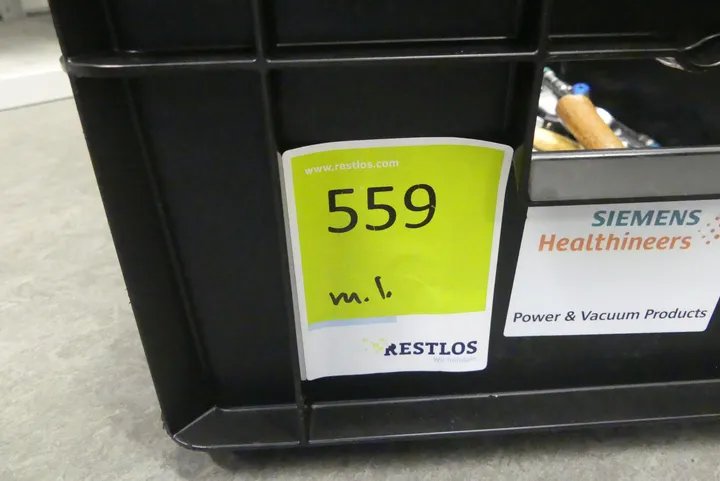 www.restlos.com
559
m.l.
RESTLOS
SIEMENS
Healthineers
Power & Vacuum Products